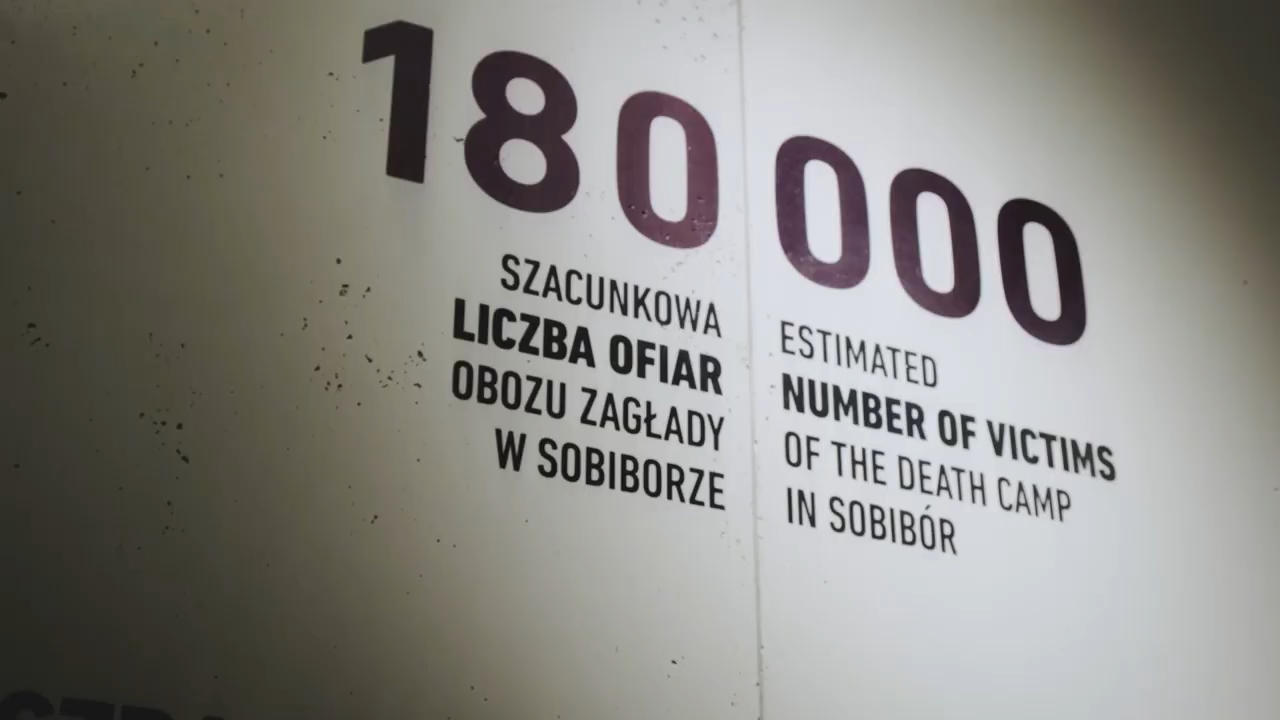 180 000
SZACUNKOWA
LICZBA OFIAR
OBOZU ZAGŁADY
W SOBIBORZE
ESTIMATED
NUMBER OF VICTIMS
OF THE DEATH CAMP
IN SOBIBÓR